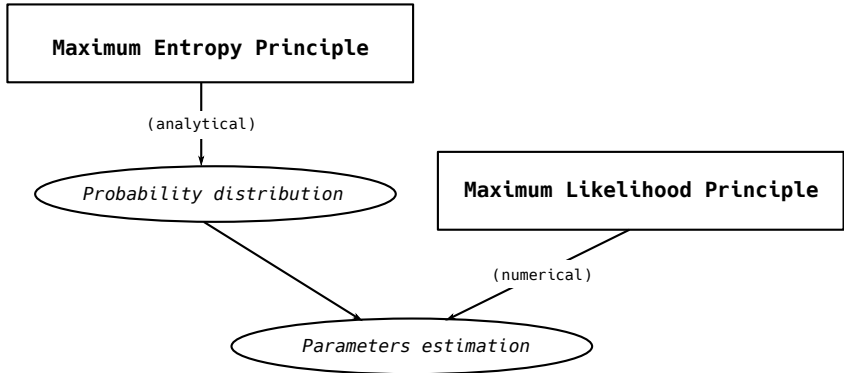 Maximum Entropy Principle
(analytical)
Probability distribution
Maximum Likelihood Principle
(numerical)
Parameters estimation